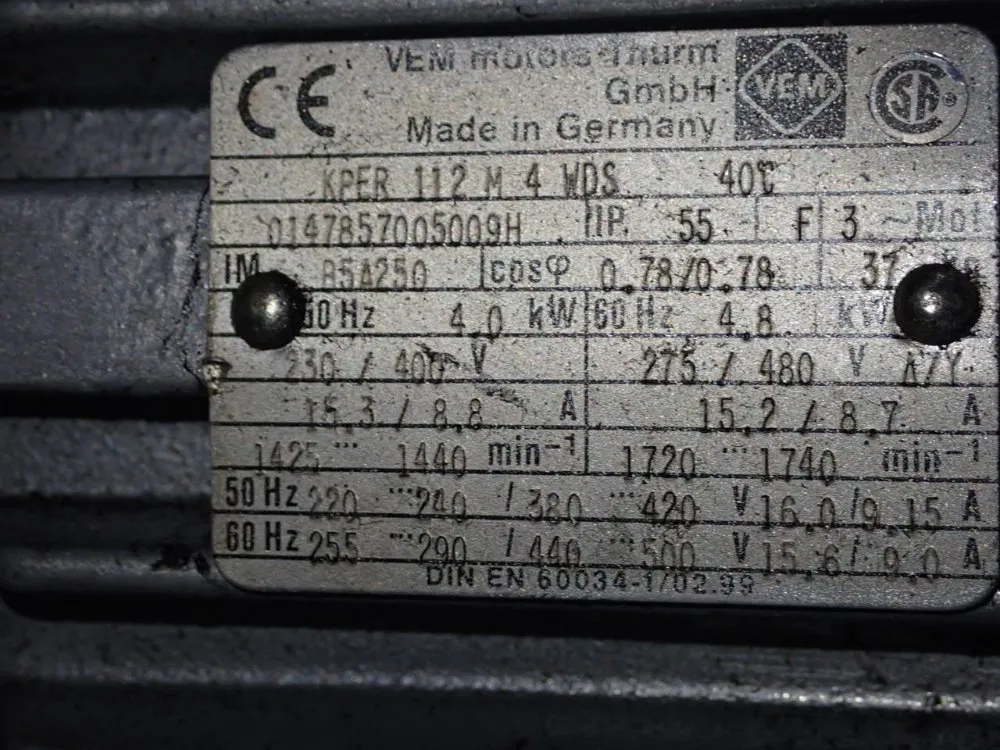 CE VEM motors Thurm
GmbH VEM SA®
Made in Germany
KPER 112 M 4 WDS 40°C
0147857005009H IP 55 F 3 ~Mot
IM B5A250 cosφ 0.78/0.78 37
Hz 4.0 kW 60 Hz 4.8 kW
230 / 400 V 275 / 480 V Δ/Y
15.3 / 8.8 A 15.2 / 8.7 A
1425 ... 1440 min-1 1720 ... 1740 min-1
50 Hz 220 ... 240 / 380 ... 420 V 16.0/9.15 A
60 Hz 255 ... 290 / 440 ... 500 V 15.6/ 9.0 A
DIN EN 60034-1/02.99